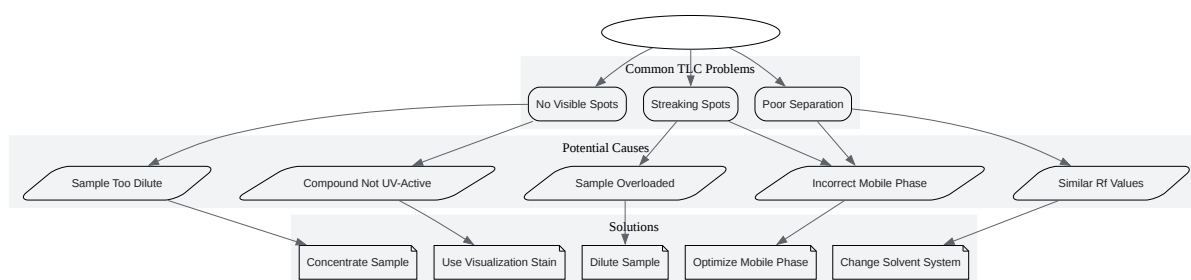 Common TLC Problems
No Visible Spots
Streaking Spots
Poor Separation
Potential Causes
Sample Too Dilute
Compound Not UV-Active
Sample Overloaded
Incorrect Mobile Phase
Similar Rf Values
Solutions
Concentrate Sample
Use Visualization Stain
Dilute Sample
Optimize Mobile Phase
Change Solvent System